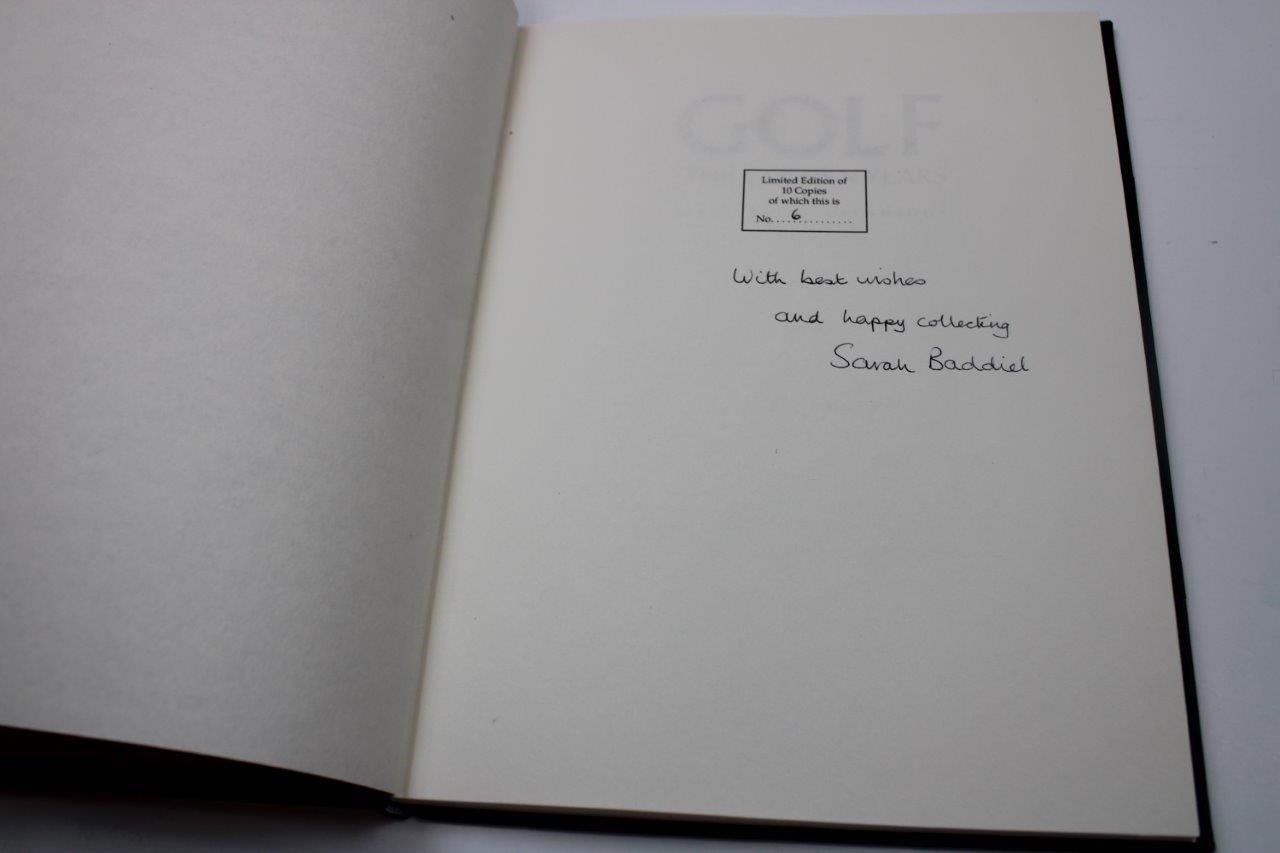 GOLF
YEARS
Limited Edition of
10 Copies
of which this is
No. . . . 6 . . . . . . . . . . . .
With best wishes
and happy collecting
Sarah Baddiel